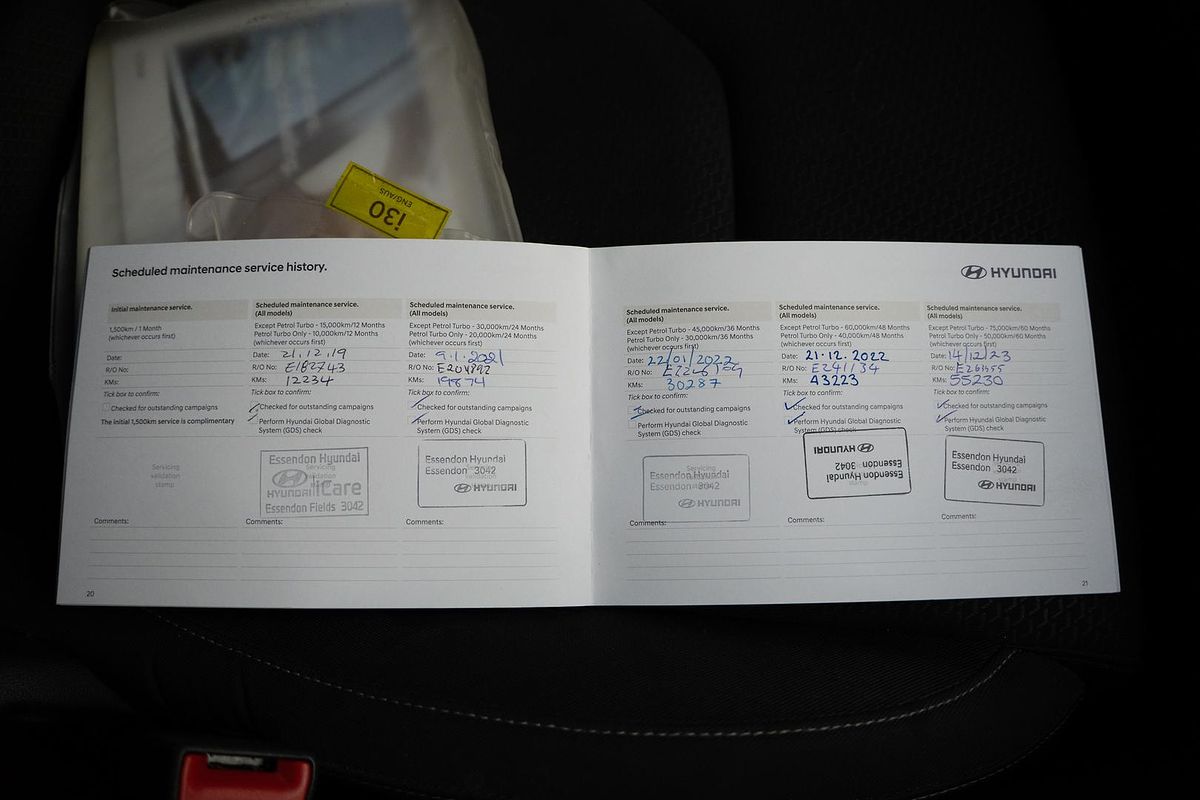 i30
ENG/AUS
Scheduled maintenance service history.
HYUNDAI
Initial maintenance service.
1,500km / 1 Month
(whichever occurs first)
Date:
R/O No:
KMs:
Tick box to confirm:
Checked for outstanding campaigns
The initial 1,500km service is complimentary
Servicing
validation
stamp
Comments:
20
Scheduled maintenance service.
(All models)
Except Petrol Turbo - 15,000km/12 Months
Petrol Turbo Only - 10,000km/12 Months
(whichever occurs first)
Date: 21.12.19
R/O No: E182743
KMs: 12234
Tick box to confirm:
Checked for outstanding campaigns
Perform Hyundai Global Diagnostic
System (GDS) check
Essendon Hyundai
HYUNDAI iCare
Essendon Fields 3042
Comments:
Scheduled maintenance service.
(All models)
Except Petrol Turbo - 30,000km/24 Months
Petrol Turbo Only - 20,000km/24 Months
(whichever occurs first)
Date: 9.1.2021
R/O No: E204892
KMs: 19874
Tick box to confirm:
Checked for outstanding campaigns
Perform Hyundai Global Diagnostic
System (GDS) check
Essendon Hyundai
Essendon 3042
HYUNDAI
Comments:
Scheduled maintenance service.
(All models)
Except Petrol Turbo - 45,000km/36 Months
Petrol Turbo Only - 30,000km/36 Months
(whichever occurs first)
Date: 22/01/2022
R/O No:
KMs: 30287
Tick box to confirm:
Checked for outstanding campaigns
Perform Hyundai Global Diagnostic
System (GDS) check
Essendon Hyundai
Essendon 3042
HYUNDAI
Comments:
Scheduled maintenance service.
(All models)
Except Petrol Turbo - 60,000km/48 Months
Petrol Turbo Only - 40,000km/48 Months
(whichever occurs first)
Date: 21.12.2022
R/O No: E241134
KMs: 43223
Tick box to confirm:
Checked for outstanding campaigns
Perform Hyundai Global Diagnostic
System (GDS) check
Essendon Hyundai
Essendon 3042
HYUNDAI
Comments:
Scheduled maintenance service.
(All models)
Except Petrol Turbo - 75,000km/60 Months
Petrol Turbo Only - 50,000km/60 Months
(whichever occurs first)
Date: 14/12/23
R/O No:
KMs: 55230
Tick box to confirm:
Checked for outstanding campaigns
Perform Hyundai Global Diagnostic
System (GDS) check
Essendon Hyundai
Essendon 3042
HYUNDAI
Comments:
21